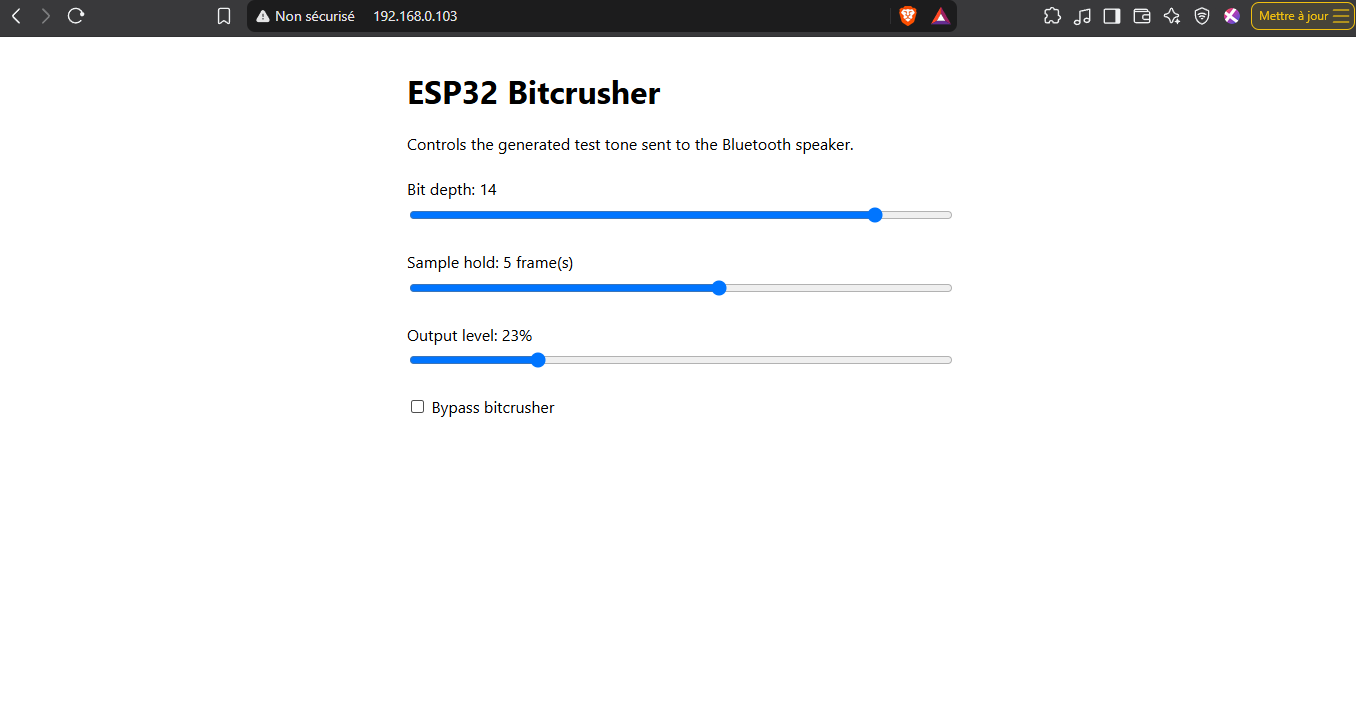 Non sécurisé 192.168.0.103 Mettre à jour
ESP32 Bitcrusher
Controls the generated test tone sent to the Bluetooth speaker.
Bit depth: 14
Sample hold: 5 frame(s)
Output level: 23%
Bypass bitcrusher